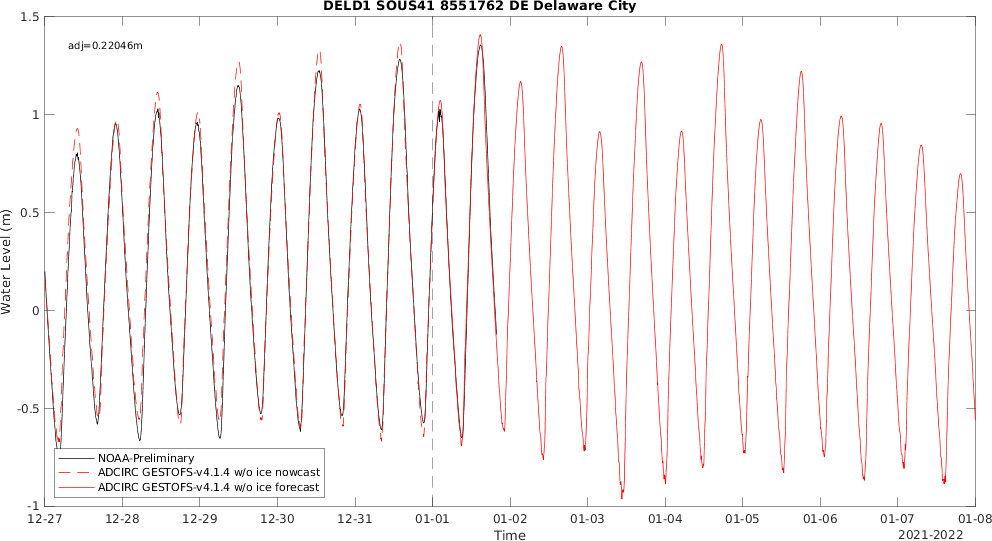 DELD1 SOUS41 8551762 DE Delaware City
adj=0.22046m
Water Level (m)
1.5
1
0.5
0
-0.5
-1
NOAA-Preliminary
ADCIRC GESTOFS-v4.1.4 w/o ice nowcast
ADCIRC GESTOFS-v4.1.4 w/o ice forecast
12-27 12-28 12-29 12-30 12-31 01-01 01-02 01-03 01-04 01-05 01-06 01-07 01-08
Time
2021-2022